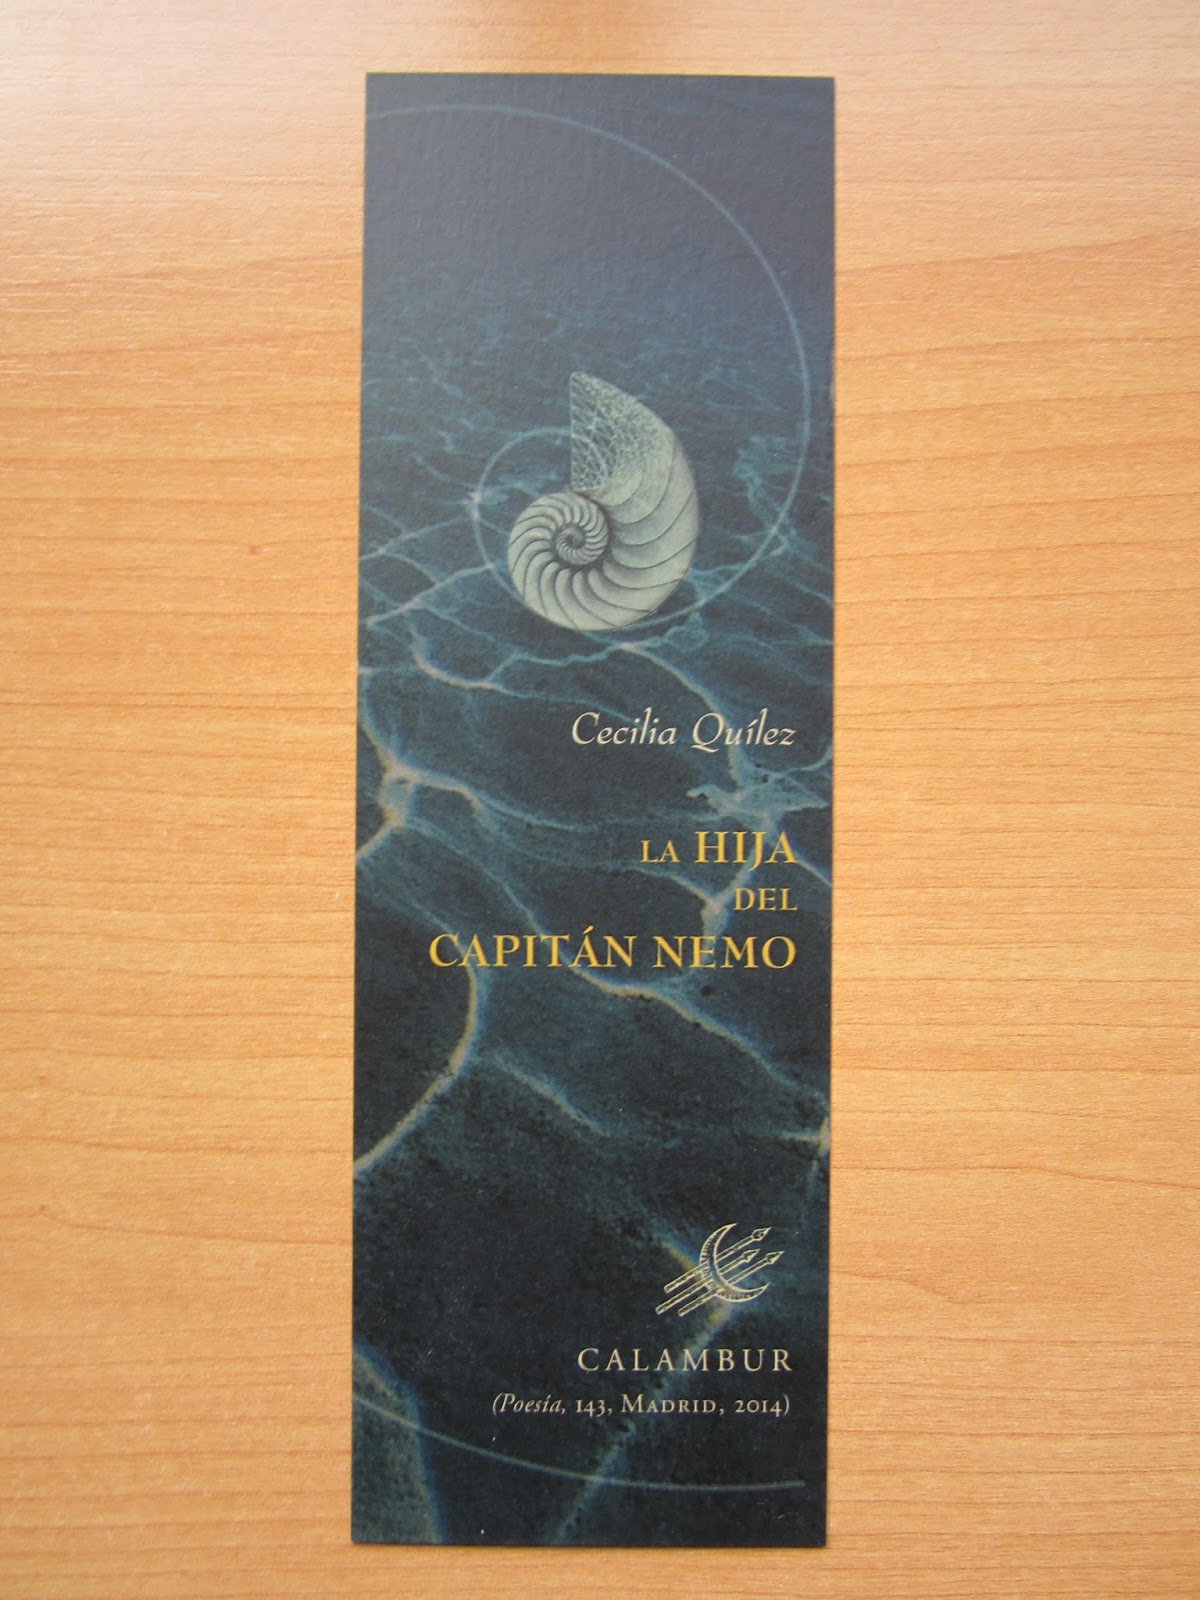 Cecilia Quílez
LA HIJA
DEL
CAPITÁN NEMO
CALAMBUR
(Poesía, 143, MADRID, 2014)